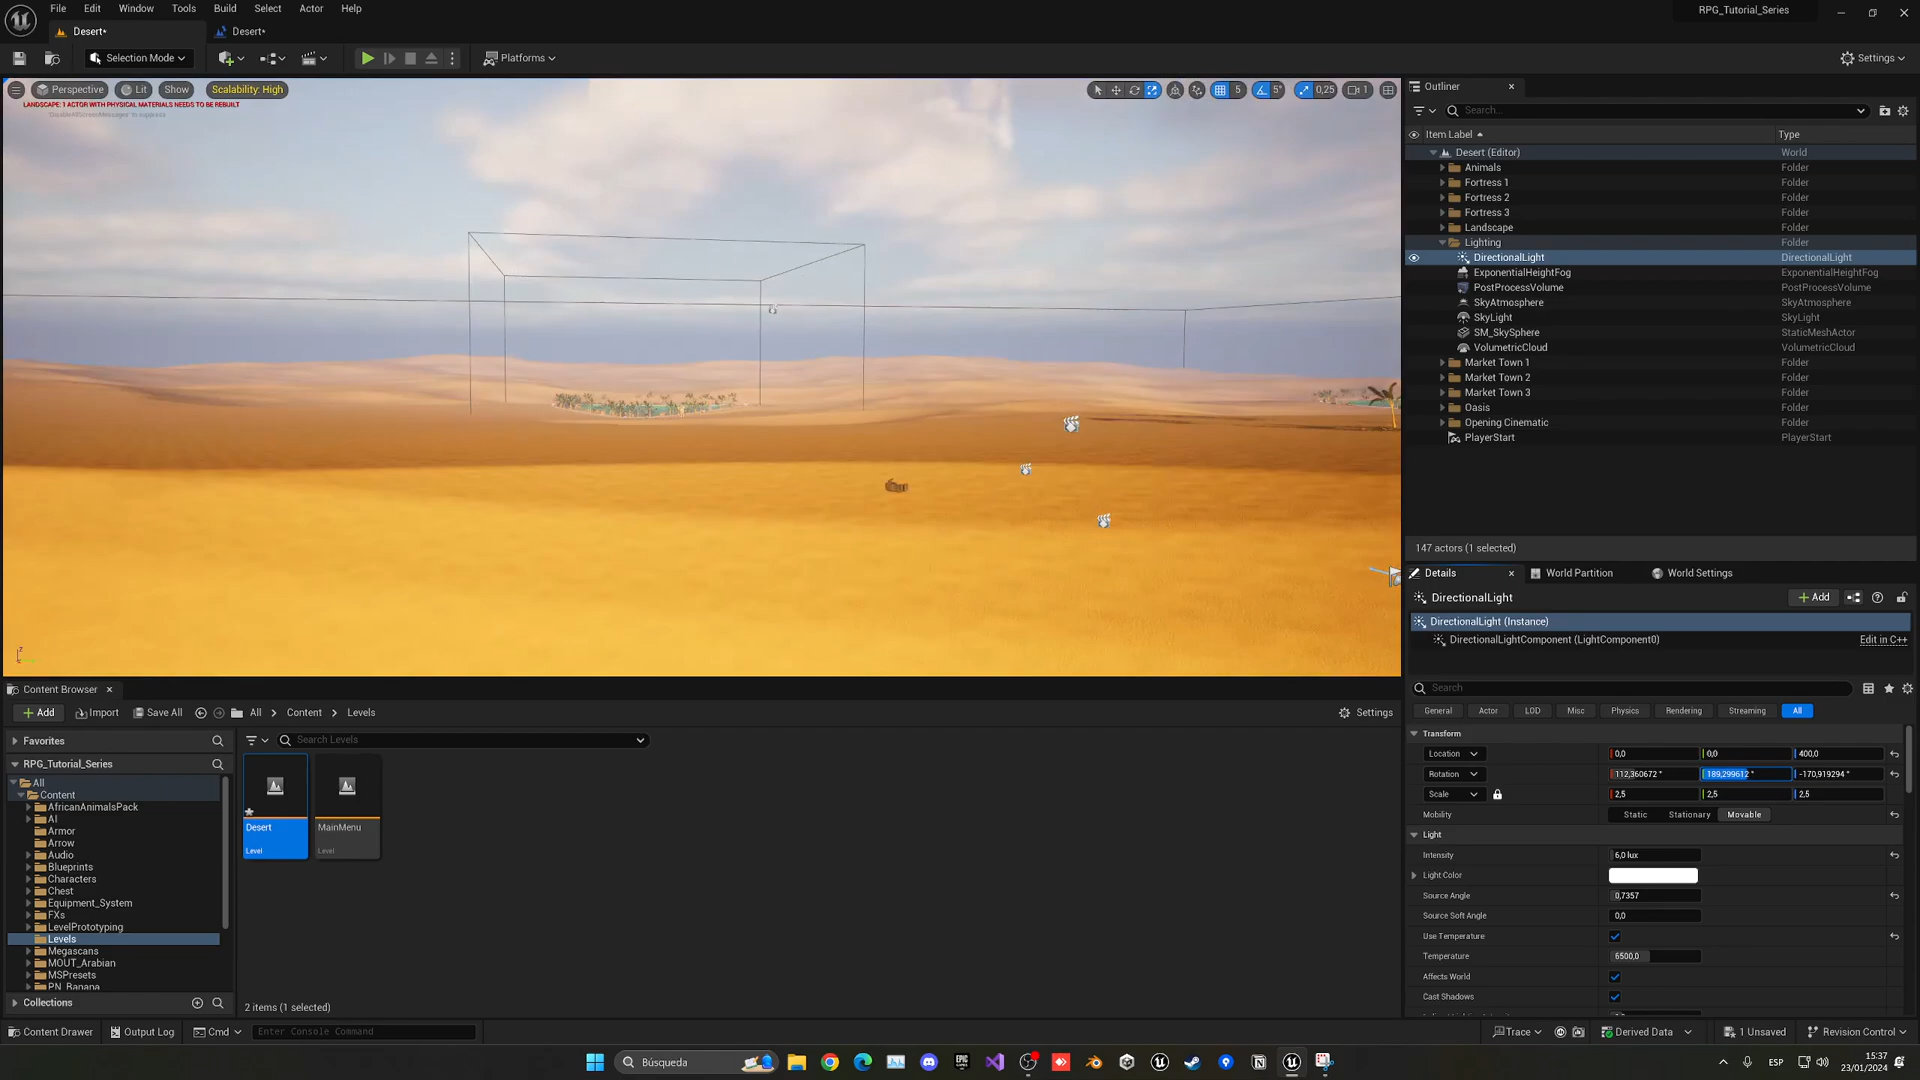 File Edit Window Tools Build Select Actor Help
RPG_Tutorial_Series
Desert*
Desert*
Selection Mode
Platforms
Settings
Perspective Lit Show Scalability: High
5 5° 0,25 1
LANDSCAPE: 1 ACTOR WITH PHYSICAL MATERIALS NEEDS TO BE REBUILT
'DisableAllScreenMessages' to suppress
Outliner
Search...
Item Label Type
Desert (Editor) World
Animals Folder
Fortress 1 Folder
Fortress 2 Folder
Fortress 3 Folder
Landscape Folder
Lighting Folder
DirectionalLight DirectionalLight
ExponentialHeightFog ExponentialHeightFog
PostProcessVolume PostProcessVolume
SkyAtmosphere SkyAtmosphere
SkyLight SkyLight
SM_SkySphere StaticMeshActor
VolumetricCloud VolumetricCloud
Market Town 1 Folder
Market Town 2 Folder
Market Town 3 Folder
Oasis Folder
Opening Cinematic Folder
PlayerStart PlayerStart
147 actors (1 selected)
Details World Partition World Settings
DirectionalLight
Add
DirectionalLight (Instance)
DirectionalLightComponent (LightComponent0) Edit in C++
Search
General Actor LOD Misc Physics Rendering Streaming All
Transform
Location 0,0 0,0 400,0
Rotation 112,360672 ° 189,299612 ° -170,919294 °
Scale 2,5 2,5 2,5
Mobility Static Stationary Movable
Light
Intensity 6,0 lux
Light Color
Source Angle 0,7357
Source Soft Angle 0,0
Use Temperature
Temperature 6500,0
Affects World
Cast Shadows
Content Browser
Add Import Save All All > Content > Levels Settings
Favorites
RPG_Tutorial_Series
All
Content
AfricanAnimalsPack
AI
Armor
Arrow
Audio
Blueprints
Characters
Chest
Equipment_System
FXs
LevelPrototyping
Levels
Megascans
MOUT_Arabian
MSPresets
PN_Banana
Collections
Search Levels
Desert
Level
MainMenu
Level
2 items (1 selected)
Content Drawer Output Log Cmd Enter Console Command
Trace Derived Data 1 Unsaved Revision Control
Búsqueda
ESP
15:37
23/01/2024